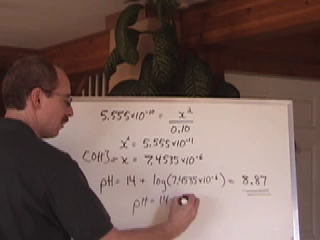 5.555×10⁻¹⁰ = x²/0.10
x² = 5.555×10⁻¹¹
[OH⁻] = x = 7.4535×10⁻⁶
pH = 14 + log(7.4535×10⁻⁶) = 8.87
pH = 14